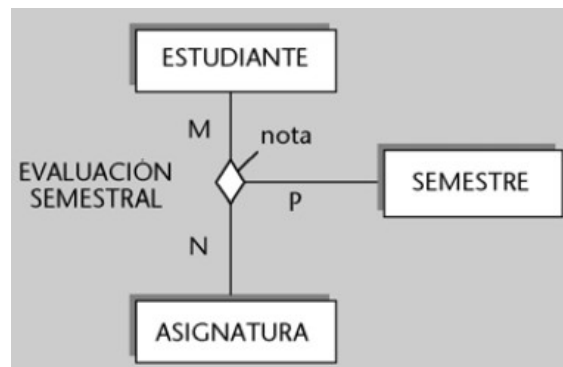 ESTUDIANTE
M
nota
EVALUACIÓN
SEMESTRAL
SEMESTRE
P
N
ASIGNATURA